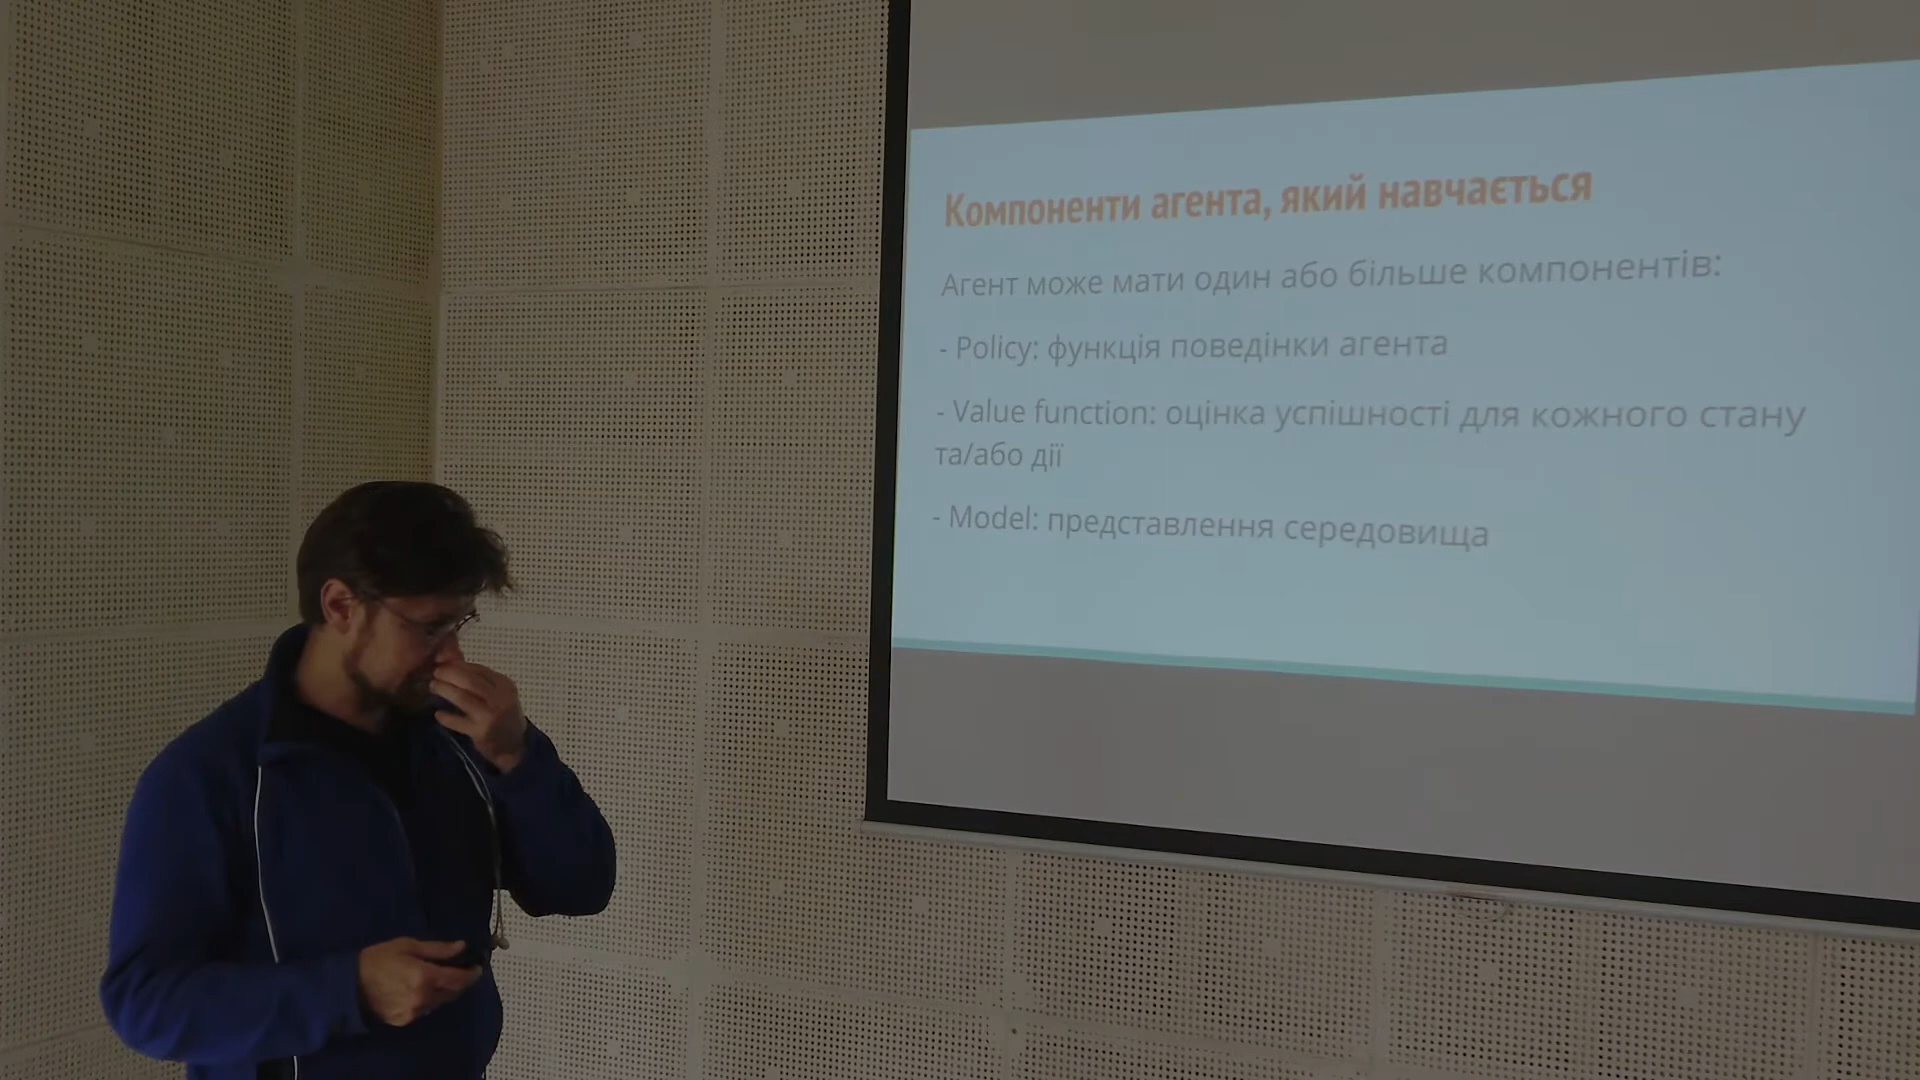 Компоненти агента, який навчається
Агент може мати один або більше компонентів:
- Policy: функція поведінки агента
- Value function: оцінка успішності для кожного стану
та/або дії
- Model: представлення середовища